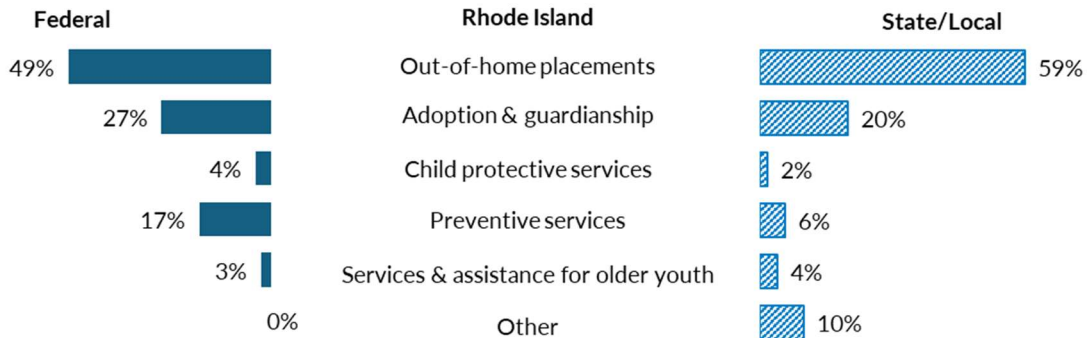 Federal Rhode Island State/Local
49% Out-of-home placements 59%
27% Adoption & guardianship 20%
4% Child protective services 2%
17% Preventive services 6%
3% Services & assistance for older youth 4%
0% Other 10%